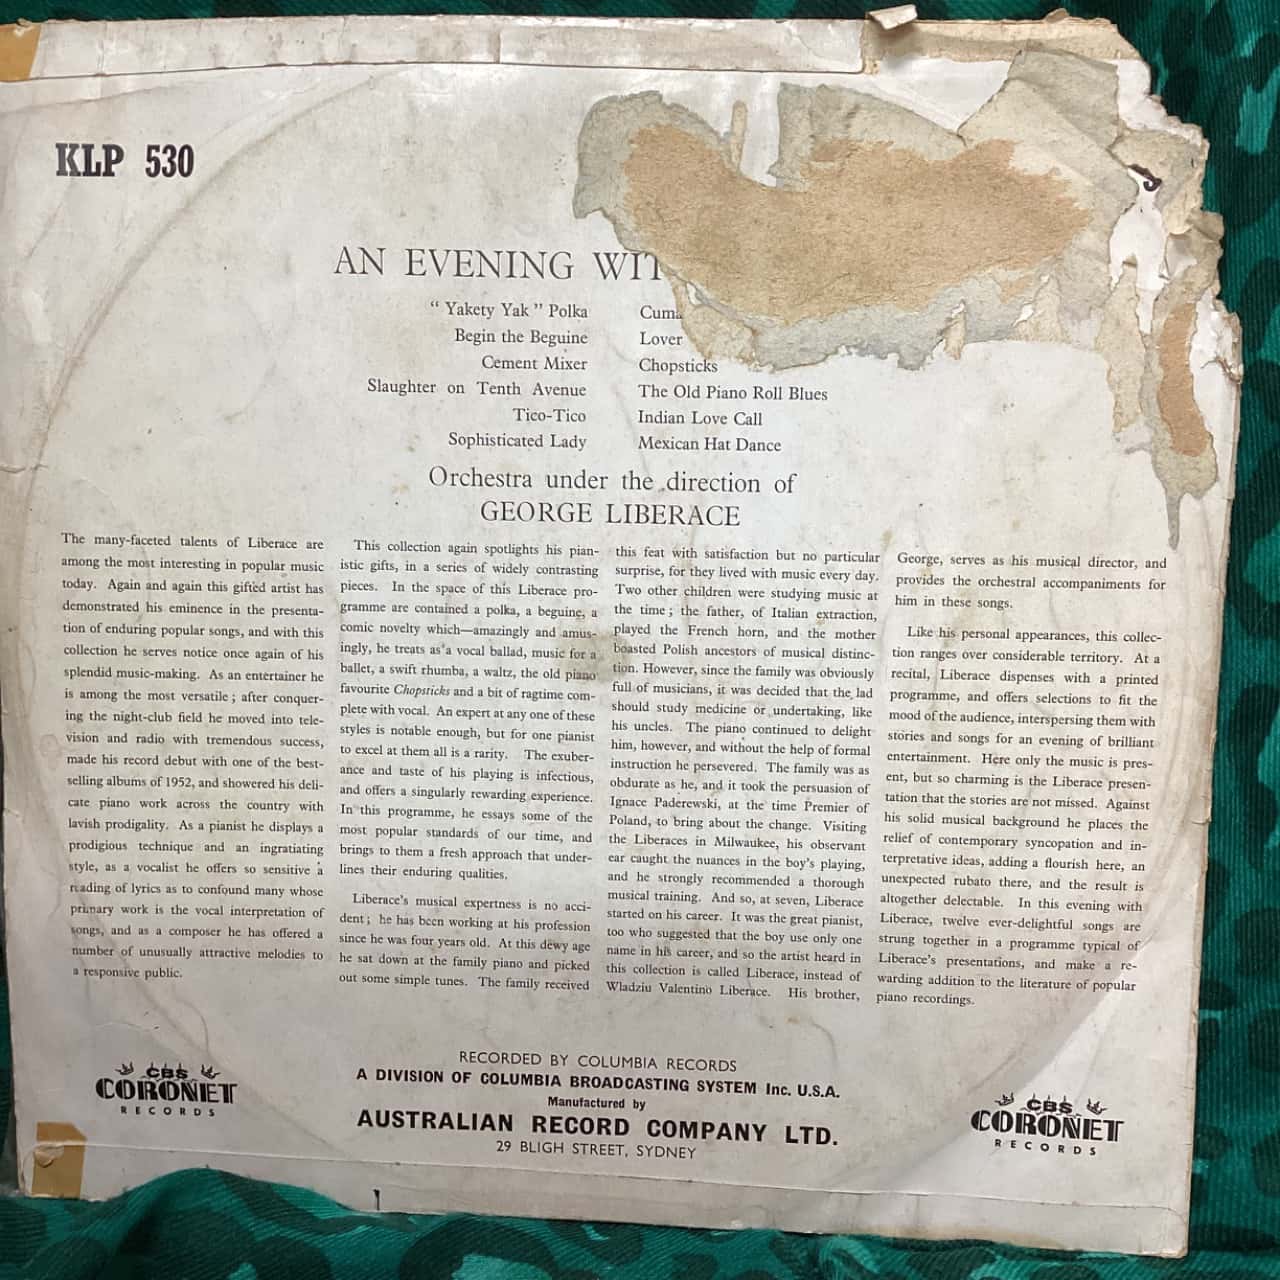 KLP 530
AN EVENING WIT
“ Yakety Yak ” Polka
Begin the Beguine
Cement Mixer
Slaughter on Tenth Avenue
Tico-Tico
Sophisticated Lady
Cuma
Lover
Chopsticks
The Old Piano Roll Blues
Indian Love Call
Mexican Hat Dance
Orchestra under the direction of
GEORGE LIBERACE
The many-faceted talents of Liberace are
among the most interesting in popular music
today. Again and again this gifted artist has
demonstrated his eminence in the presenta-
tion of enduring popular songs, and with this
collection he serves notice once again of his
splendid music-making. As an entertainer he
is among the most versatile ; after conquer-
ing the night-club field he moved into tele-
vision and radio with tremendous success,
made his record debut with one of the best-
selling albums of 1952, and showered his deli-
cate piano work across the country with
lavish prodigality. As a pianist he displays a
prodigious technique and an ingratiating
style, as a vocalist he offers so sensitive a
reading of lyrics as to confound many whose
primary work is the vocal interpretation of
songs, and as a composer he has offered a
number of unusually attractive melodies to
a responsive public.
This collection again spotlights his pian-
istic gifts, in a series of widely contrasting
pieces. In the space of this Liberace pro-
gramme are contained a polka, a beguine, a
comic novelty which—amazingly and amus-
ingly, he treats as a vocal ballad, music for a
ballet, a swift rhumba, a waltz, the old piano
favourite Chopsticks and a bit of ragtime com-
plete with vocal. An expert at any one of these
styles is notable enough, but for one pianist
to excel at them all is a rarity. The exuber-
ance and taste of his playing is infectious,
and offers a singularly rewarding experience.
In this programme, he essays some of the
most popular standards of our time, and
brings to them a fresh approach that under-
lines their enduring qualities.
Liberace's musical expertness is no acci-
dent ; he has been working at his profession
since he was four years old. At this dewy age
he sat down at the family piano and picked
out some simple tunes. The family received
this feat with satisfaction but no particular
surprise, for they lived with music every day.
Two other children were studying music at
the time ; the father, of Italian extraction,
played the French horn, and the mother
boasted Polish ancestors of musical distinc-
tion. However, since the family was obviously
full of musicians, it was decided that the lad
should study medicine or undertaking, like
his uncles. The piano continued to delight
him, however, and without the help of formal
instruction he persevered. The family was as
obdurate as he, and it took the persuasion of
Ignace Paderewski, at the time Premier of
Poland, to bring about the change. Visiting
the Liberaces in Milwaukee, his observant
ear caught the nuances in the boy's playing,
and he strongly recommended a thorough
musical training. And so, at seven, Liberace
started on his career. It was the great pianist,
too who suggested that the boy use only one
name in his career, and so the artist heard in
this collection is called Liberace, instead of
Wladziu Valentino Liberace. His brother,
George, serves as his musical director, and
provides the orchestral accompaniments for
him in these songs.
Like his personal appearances, this collec-
tion ranges over considerable territory. At a
recital, Liberace dispenses with a printed
programme, and offers selections to fit the
mood of the audience, interspersing them with
stories and songs for an evening of brilliant
entertainment. Here only the music is pres-
ent, but so charming is the Liberace presen-
tation that the stories are not missed. Against
his solid musical background he places the
relief of contemporary syncopation and in-
terpretative ideas, adding a flourish here, an
unexpected rubato there, and the result is
altogether delectable. In this evening with
Liberace, twelve ever-delightful songs are
strung together in a programme typical of
Liberace's presentations, and make a re-
warding addition to the literature of popular
piano recordings.
CBS
CORONET
RECORDS
RECORDED BY COLUMBIA RECORDS
A DIVISION OF COLUMBIA BROADCASTING SYSTEM Inc. U.S.A.
Manufactured by
AUSTRALIAN RECORD COMPANY LTD.
29 BLIGH STREET, SYDNEY
CBS
CORONET
RECORDS